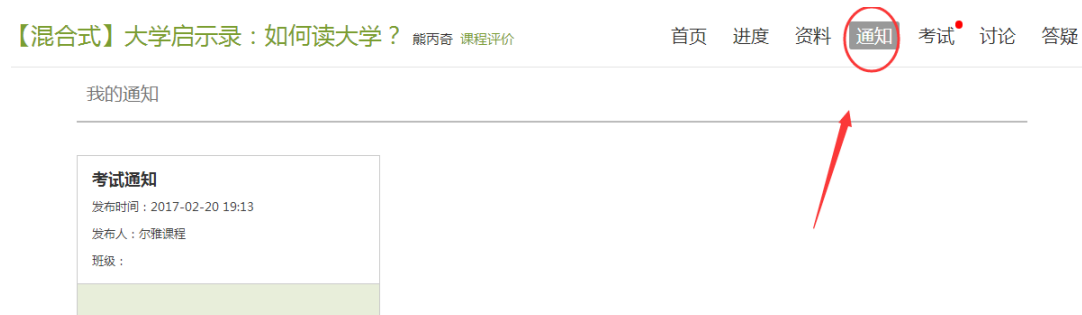 【混合式】大学启示录：如何读大学？ 熊丙奇 课程评价 首页 进度 资料 通知 考试 讨论 答疑
我的通知
考试通知
发布时间：2017-02-20 19:13
发布人：尔雅课程
班级：